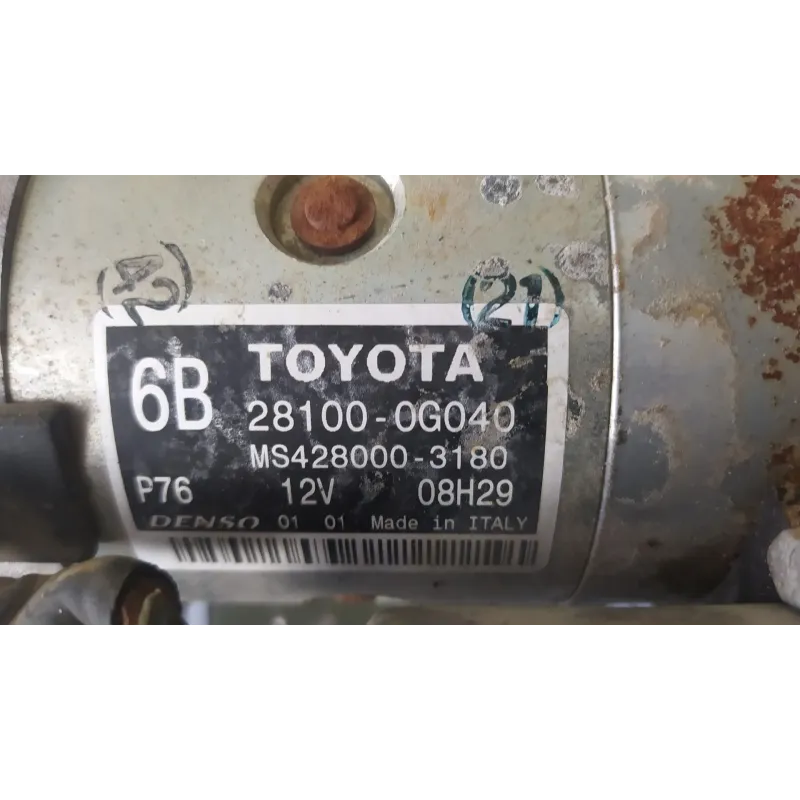 (42)
(21)
6B TOYOTA
28100-0G040
MS428000-3180
P76 12V 08H29
DENSO 01 01 Made in ITALY